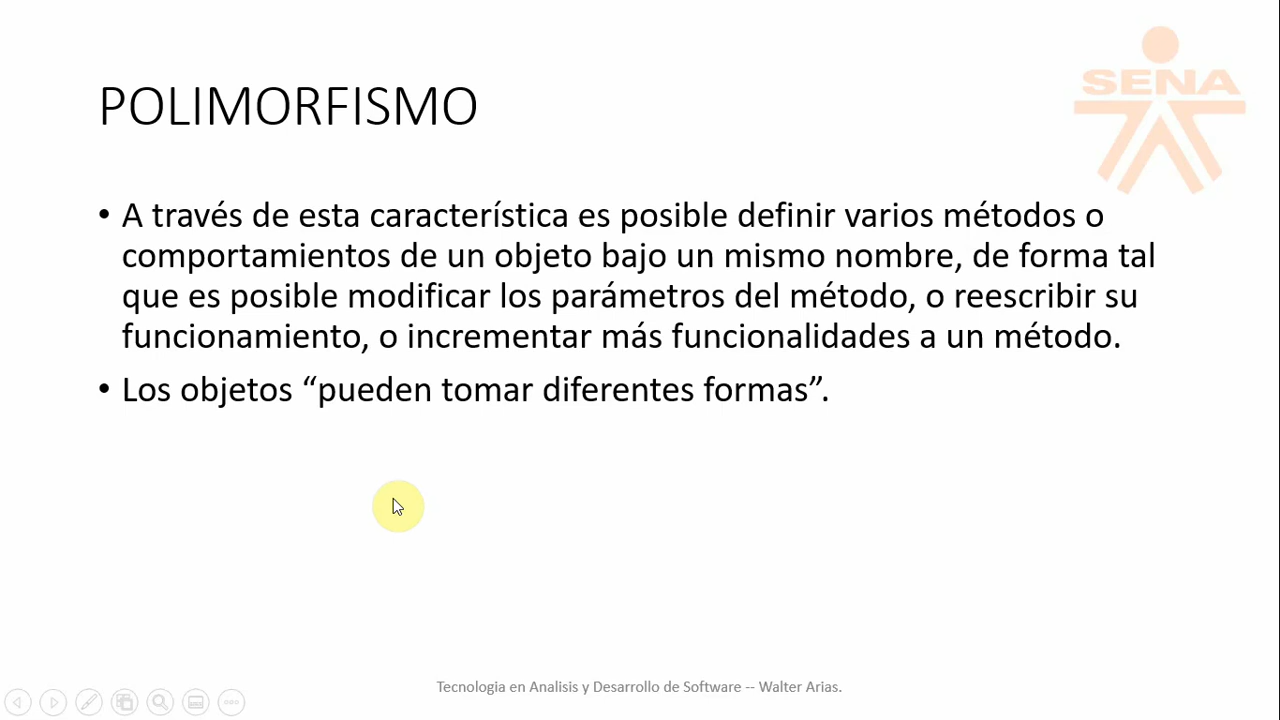 SENA
POLIMORFISMO
• A través de esta característica es posible definir varios métodos o
comportamientos de un objeto bajo un mismo nombre, de forma tal
que es posible modificar los parámetros del método, o reescribir su
funcionamiento, o incrementar más funcionalidades a un método.
• Los objetos “pueden tomar diferentes formas”.
Tecnologia en Analisis y Desarrollo de Software -- Walter Arias.